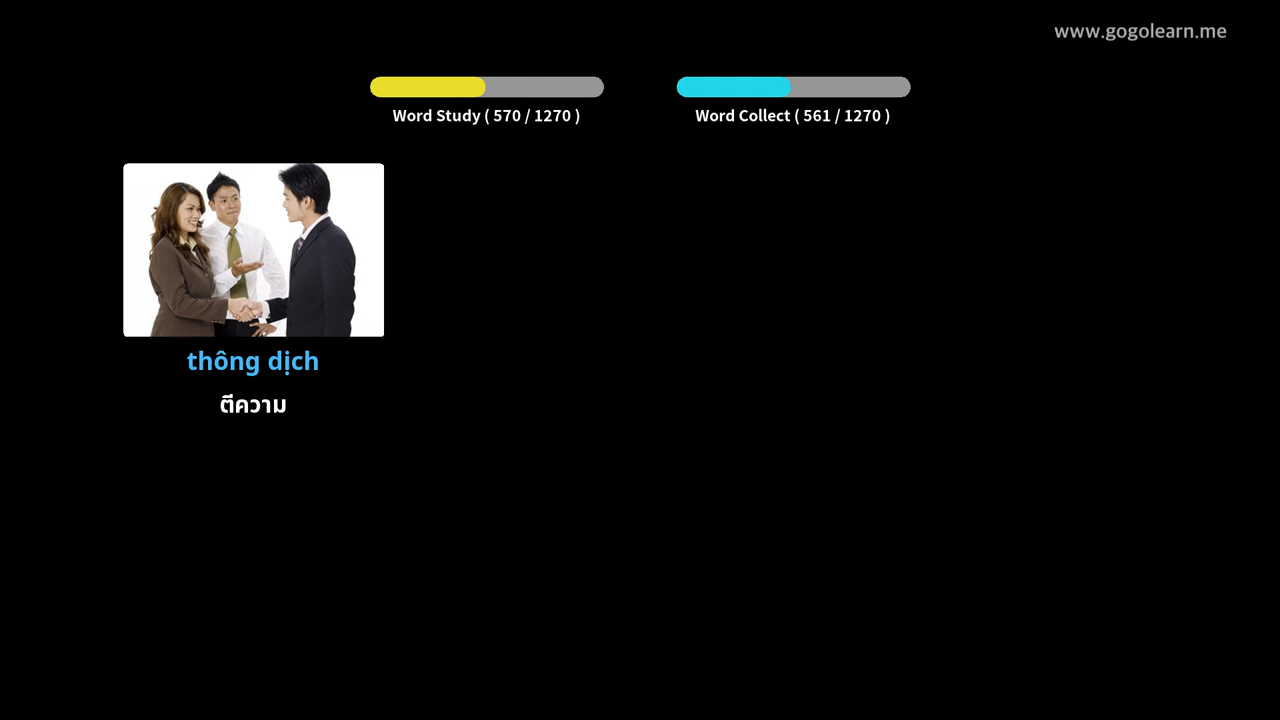 www.gogolearn.me
Word Study ( 570 / 1270 )
Word Collect ( 561 / 1270 )
thông dịch
ตีความ